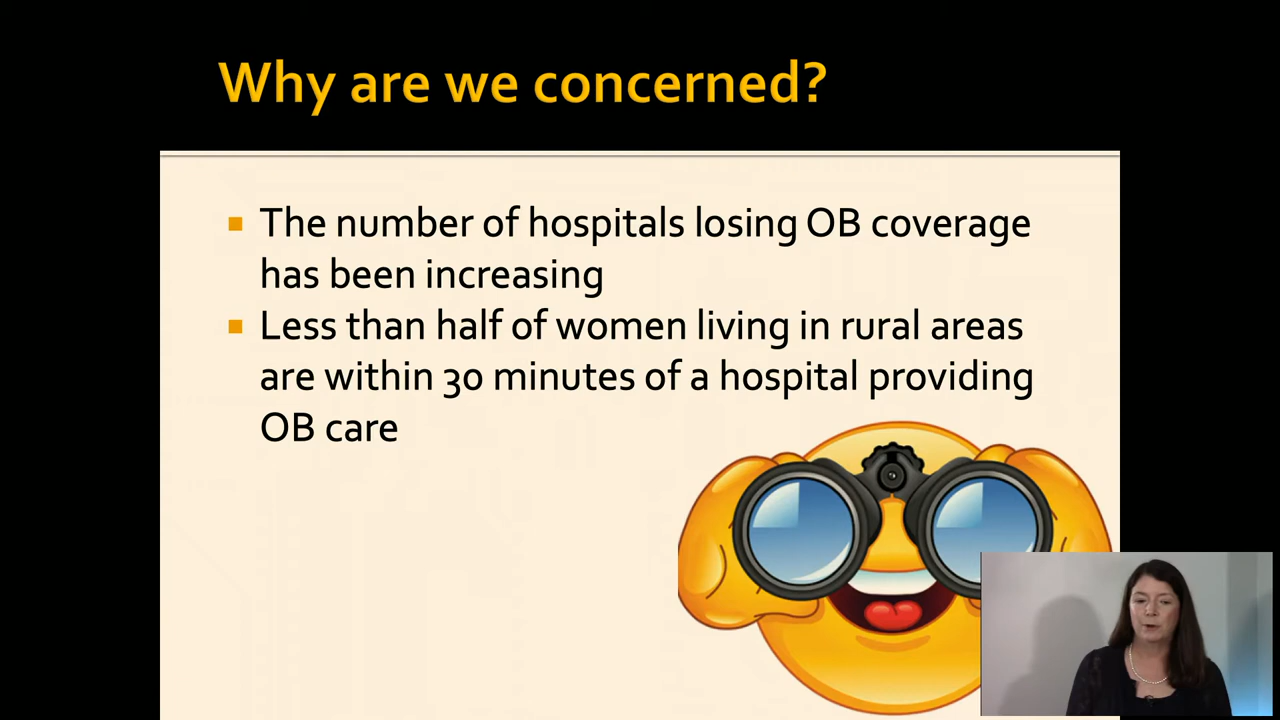 Why are we concerned?
The number of hospitals losing OB coverage
has been increasing
Less than half of women living in rural areas
are within 30 minutes of a hospital providing
OB care